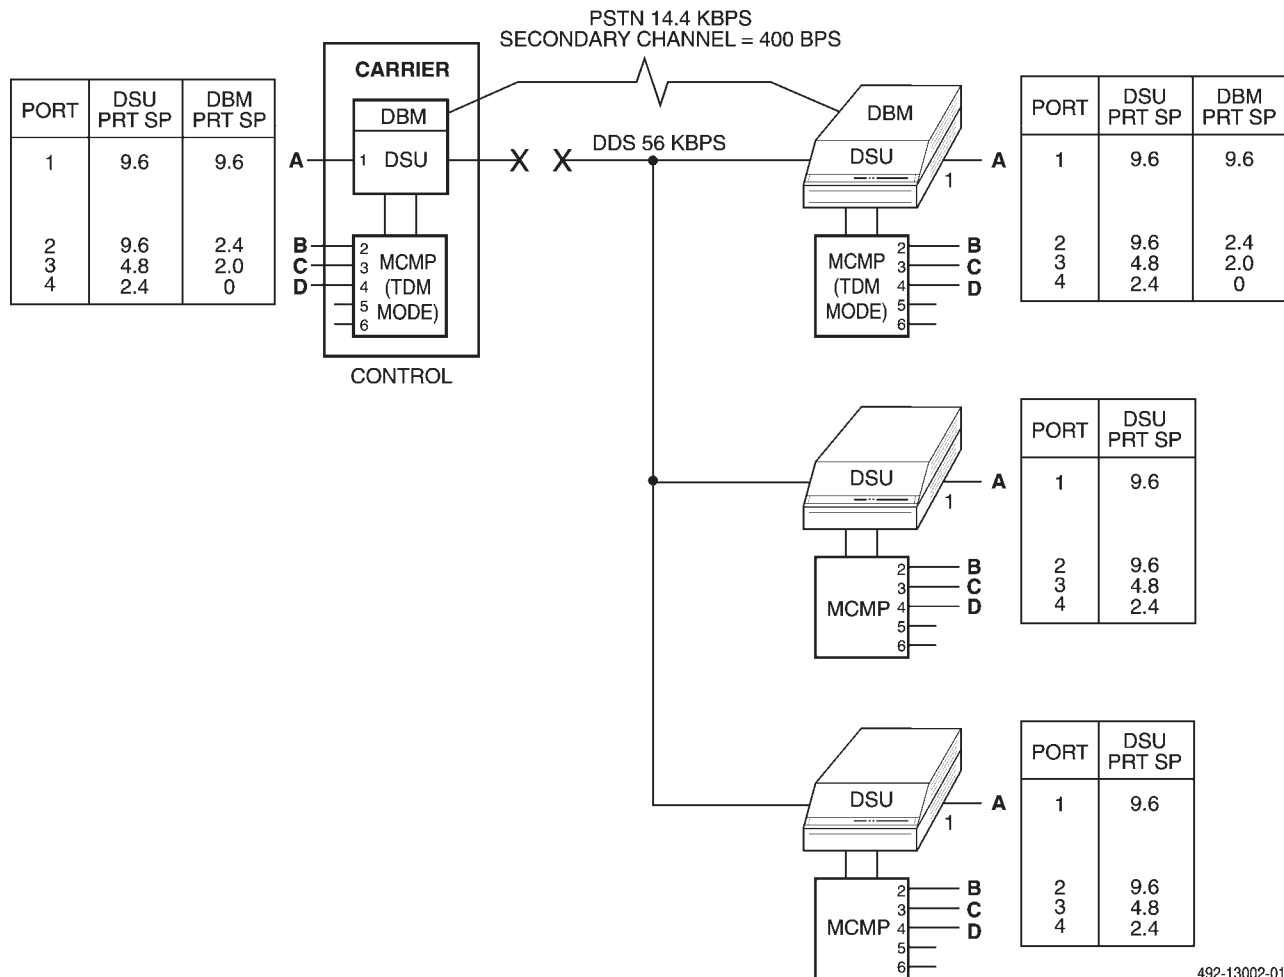 PSTN 14.4 KBPS
SECONDARY CHANNEL = 400 BPS
PORT DSU PRT SP DBM PRT SP
1 9.6 9.6
2 9.6 2.4
3 4.8 2.0
4 2.4 0
CARRIER
DBM
A 1 DSU
X X
DDS 56 KBPS
B 2
C 3 MCMP
D 4 (TDM
5 MODE)
6
CONTROL
DBM
DSU
A
1
2 B
MCMP 3 C
(TDM 4 D
MODE) 5
6
PORT DSU PRT SP DBM PRT SP
1 9.6 9.6
2 9.6 2.4
3 4.8 2.0
4 2.4 0
DSU
A
1
2 B
3 C
MCMP 4 D
5
6
PORT DSU PRT SP
1 9.6
2 9.6
3 4.8
4 2.4
DSU
A
1
2 B
3 C
MCMP 4 D
5
6
PORT DSU PRT SP
1 9.6
2 9.6
3 4.8
4 2.4
492-13002-01